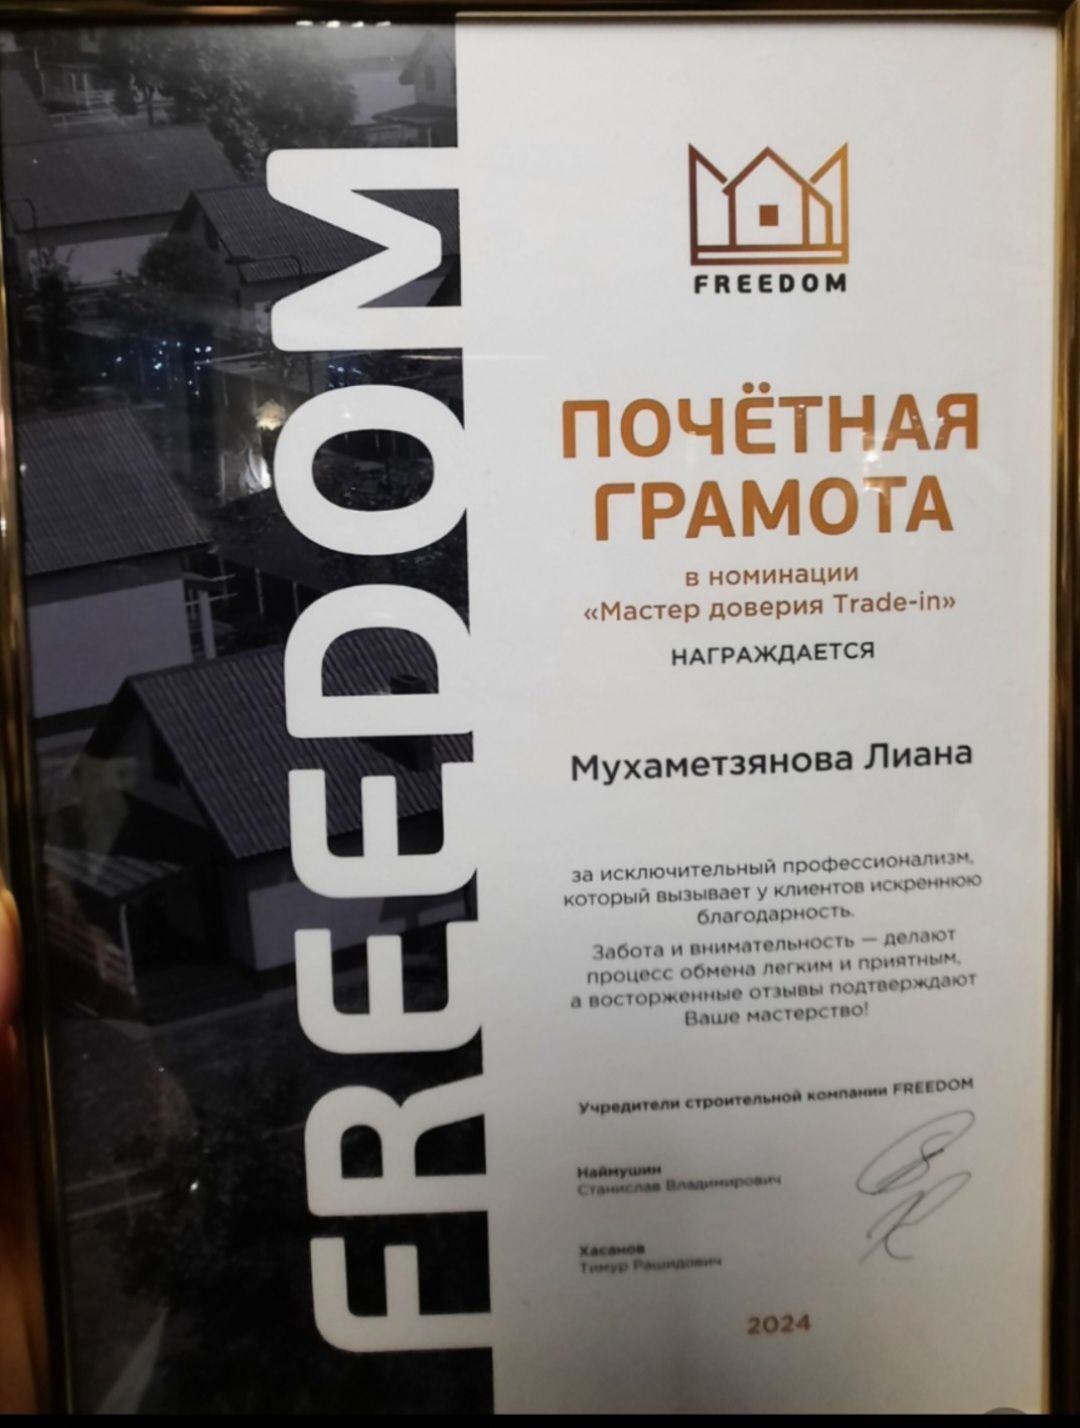 FREEDOM
FREEDOM
ПОЧЁТНАЯ
ГРАМОТА
в номинации
«Мастер доверия Trade-in»
НАГРАЖДАЕТСЯ
Мухаметзянова Лиана
за исключительный профессионализм,
который вызывает у клиентов искреннюю
благодарность.
Забота и внимательность — делают
процесс обмена легким и приятным,
а восторженные отзывы подтверждают
Ваше мастерство!
Учредители строительной компании FREEDOM
Наймушин
Станислав Владимирович
Хасанов
Тимур Рашидович
2024